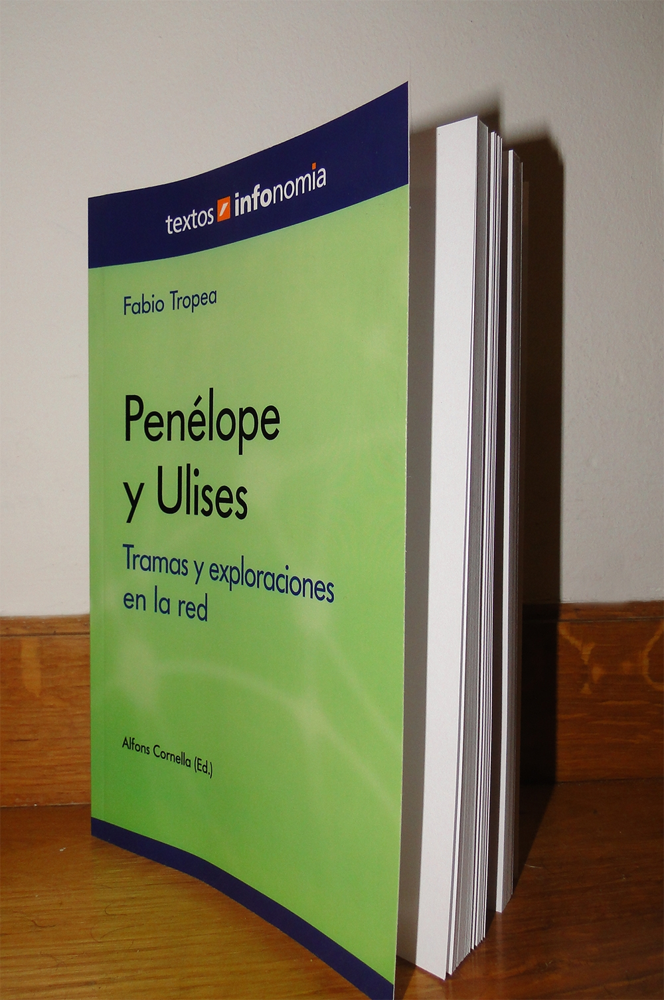 textos infonomia
Fabio Tropea
Penélope
y Ulises
Tramas y exploraciones
en la red
Alfons Cornella (Ed.)